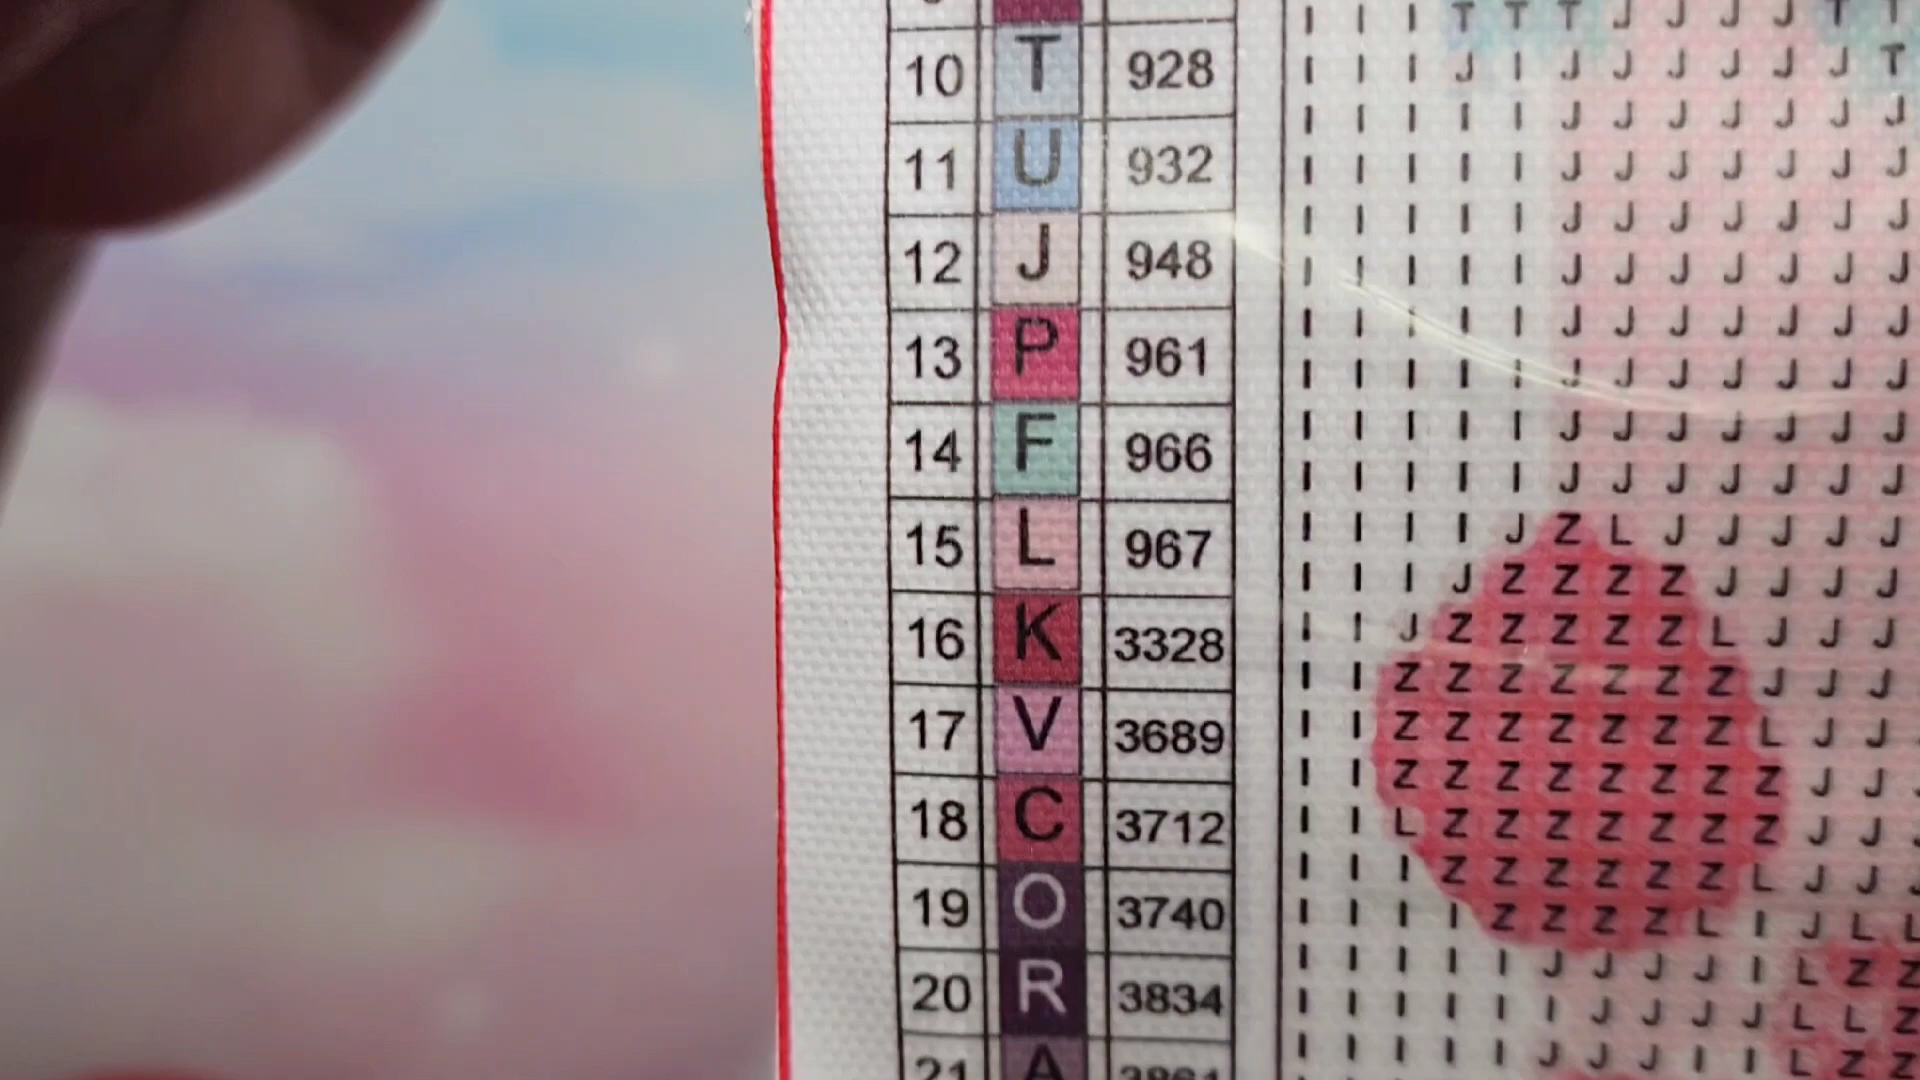 10 T 928
11 U 932
12 J 948
13 P 961
14 F 966
15 L 967
16 K 3328
17 V 3689
18 C 3712
19 O 3740
20 R 3834
21 A
I I I T T T J J J J T T
I I I J I J J J J J J T
I I I I I J J J J J J J
I I I I I J J J J J J J
I I I I I J J J J J J J
I I I I I J J J J J J J
I I I I I J J J J J J J
I I I I I J J J J J J J
I I I I I J J J J J J J
I I I I I J J J J J J J
I I I I J Z L J J J J J
I I I J Z Z Z Z J J J J
I I J Z Z Z Z Z L J J J
I I Z Z Z Z Z Z Z J J J
I I Z Z Z Z Z Z Z L J J
I I Z Z Z Z Z Z Z Z J J
I I L Z Z Z Z Z Z Z J J
I I I Z Z Z Z Z Z L J J
I I I I Z Z Z Z L I J L L
I I I I I J J J J I L Z Z
I I I I I I J J J J L L Z
I I I I I J J J I I L Z Z